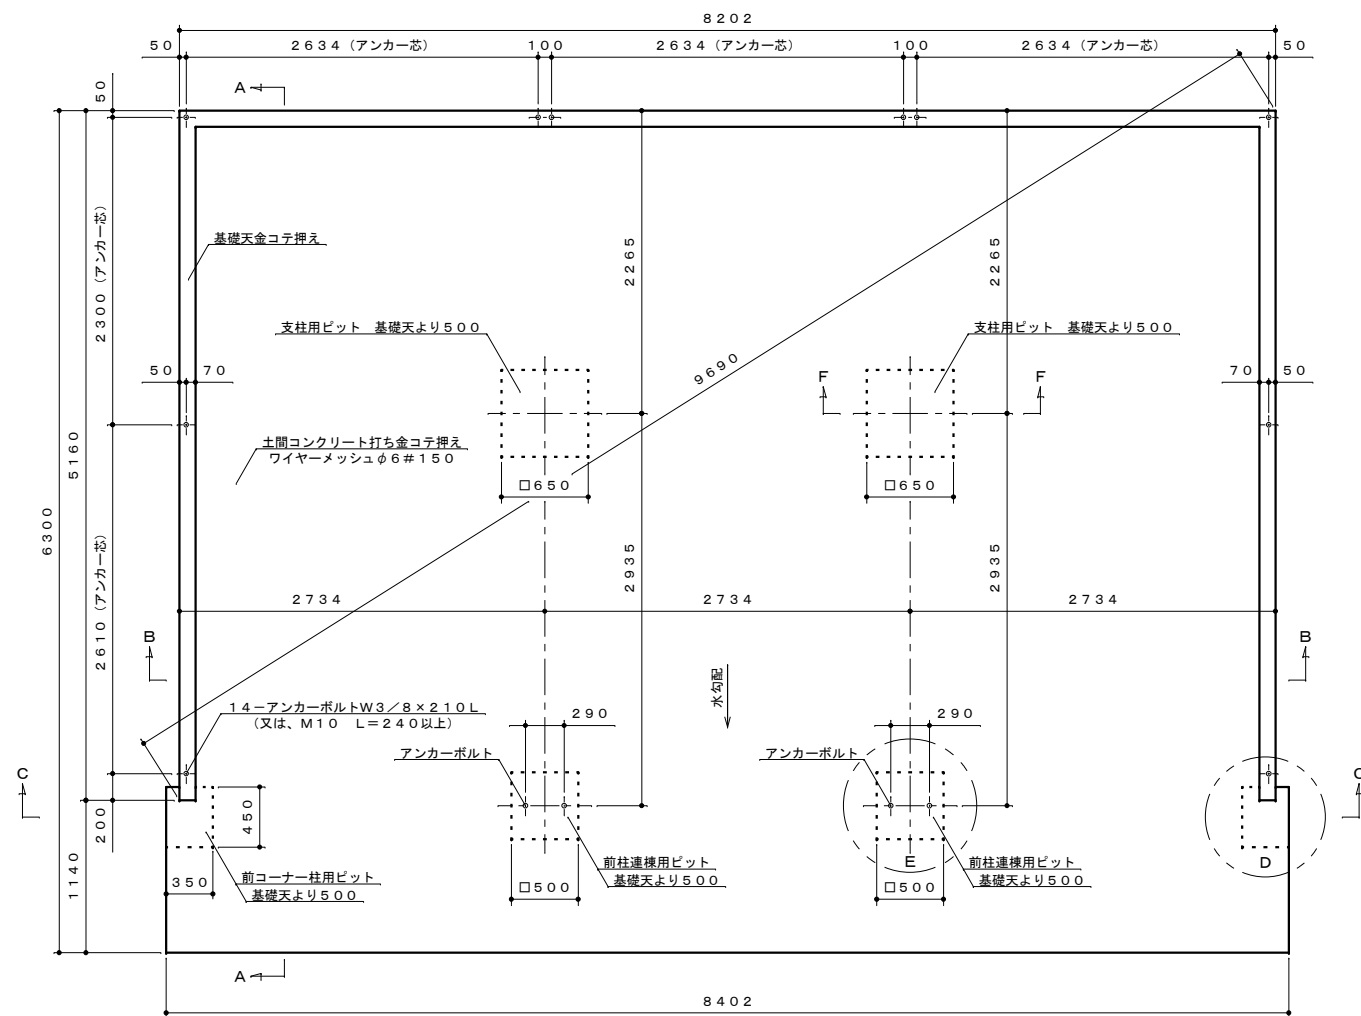 ８２０２
５０ ２６３４（アンカー芯） １００ ２６３４（アンカー芯） １００ ２６３４（アンカー芯） ５０
A
５０
２３００（アンカー芯）
基礎天金コテ押え
２２６５ ２２６５
支柱用ピット　基礎天より５００ 支柱用ピット　基礎天より５００
５０ ７０ ９６９０ F F ７０ ５０
土間コンクリート打ち金コテ押え
ワイヤーメッシュφ６＃１５０
５１６０
□６５０ □６５０
６３００
２６１０（アンカー芯） ２９３５ ２９３５
２７３４ ２７３４ ２７３４
B B
水勾配
１４－アンカーボルトＷ３／８×２１０Ｌ
（又は、Ｍ１０　Ｌ＝２４０以上）
２９０ ２９０
アンカーボルト アンカーボルト
C C
２００ ４５０
１１４０
３５０
前コーナー柱用ピット
基礎天より５００
□５００ □５００
前柱連棟用ピット 前柱連棟用ピット
基礎天より５００ 基礎天より５００
E D
A
８４０２